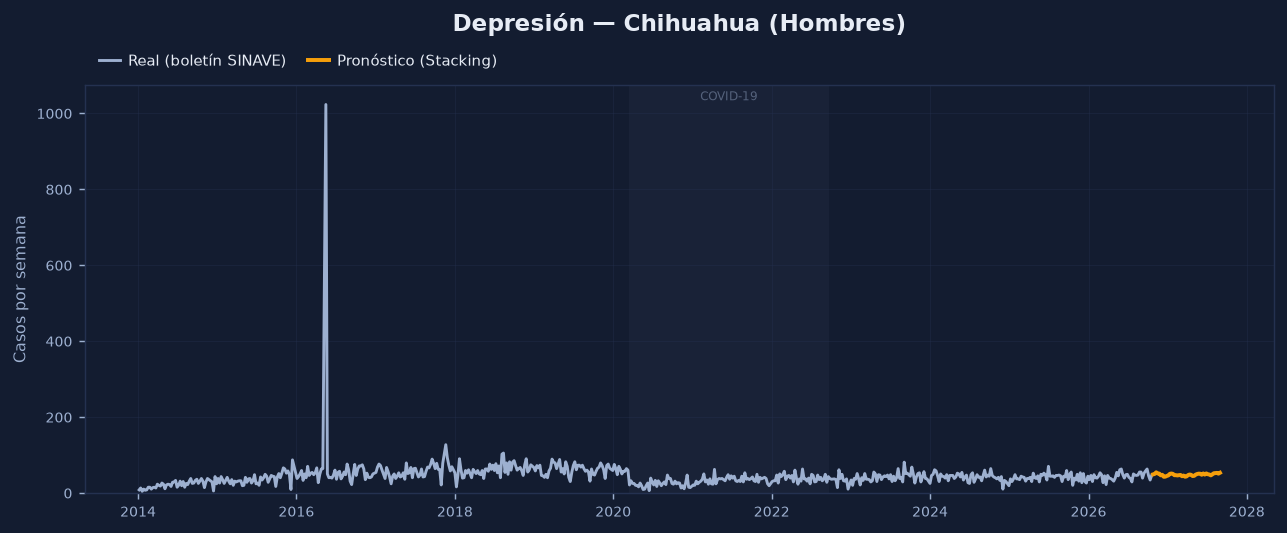 Depresión — Chihuahua (Hombres)
Real (boletín SINAVE)
Pronóstico (Stacking)
COVID-19
Casos por semana
1000
800
600
400
200
0
2014
2016
2018
2020
2022
2024
2026
2028